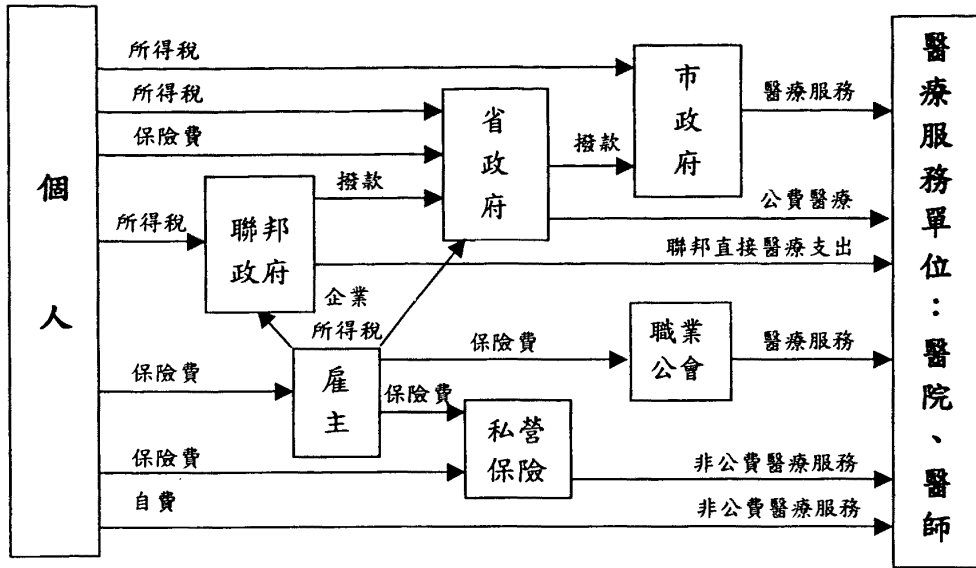 個人
所得稅
所得稅
保險費
所得稅
保險費
保險費
自費
聯邦
政府
撥款
企業
所得稅
雇主
省政府
撥款
市政府
醫療服務
公費醫療
聯邦直接醫療支出
保險費
職業
公會
醫療服務
保險費
私營
保險
非公費醫療服務
非公費醫療服務
醫療服務單位：醫院、醫師